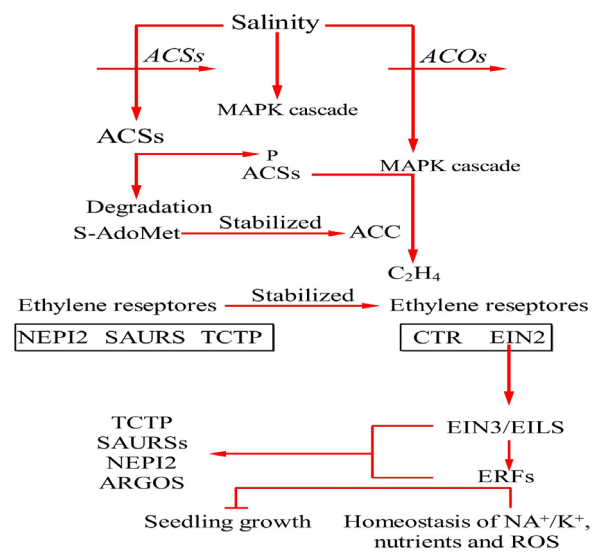 Salinity
ACSs
ACOs
MAPK cascade
ACSs
P
ACSs
MAPK cascade
Degradation
S-AdoMet
Stabilized
ACC
C₂H₄
Ethylene reseptores
Stabilized
Ethylene reseptores
NEPI2 SAURS TCTP
CTR EIN2
TCTP
SAURSs
NEPI2
ARGOS
EIN3/EILS
ERFs
Seedling growth
Homeostasis of NA⁺/K⁺,
nutrients and ROS